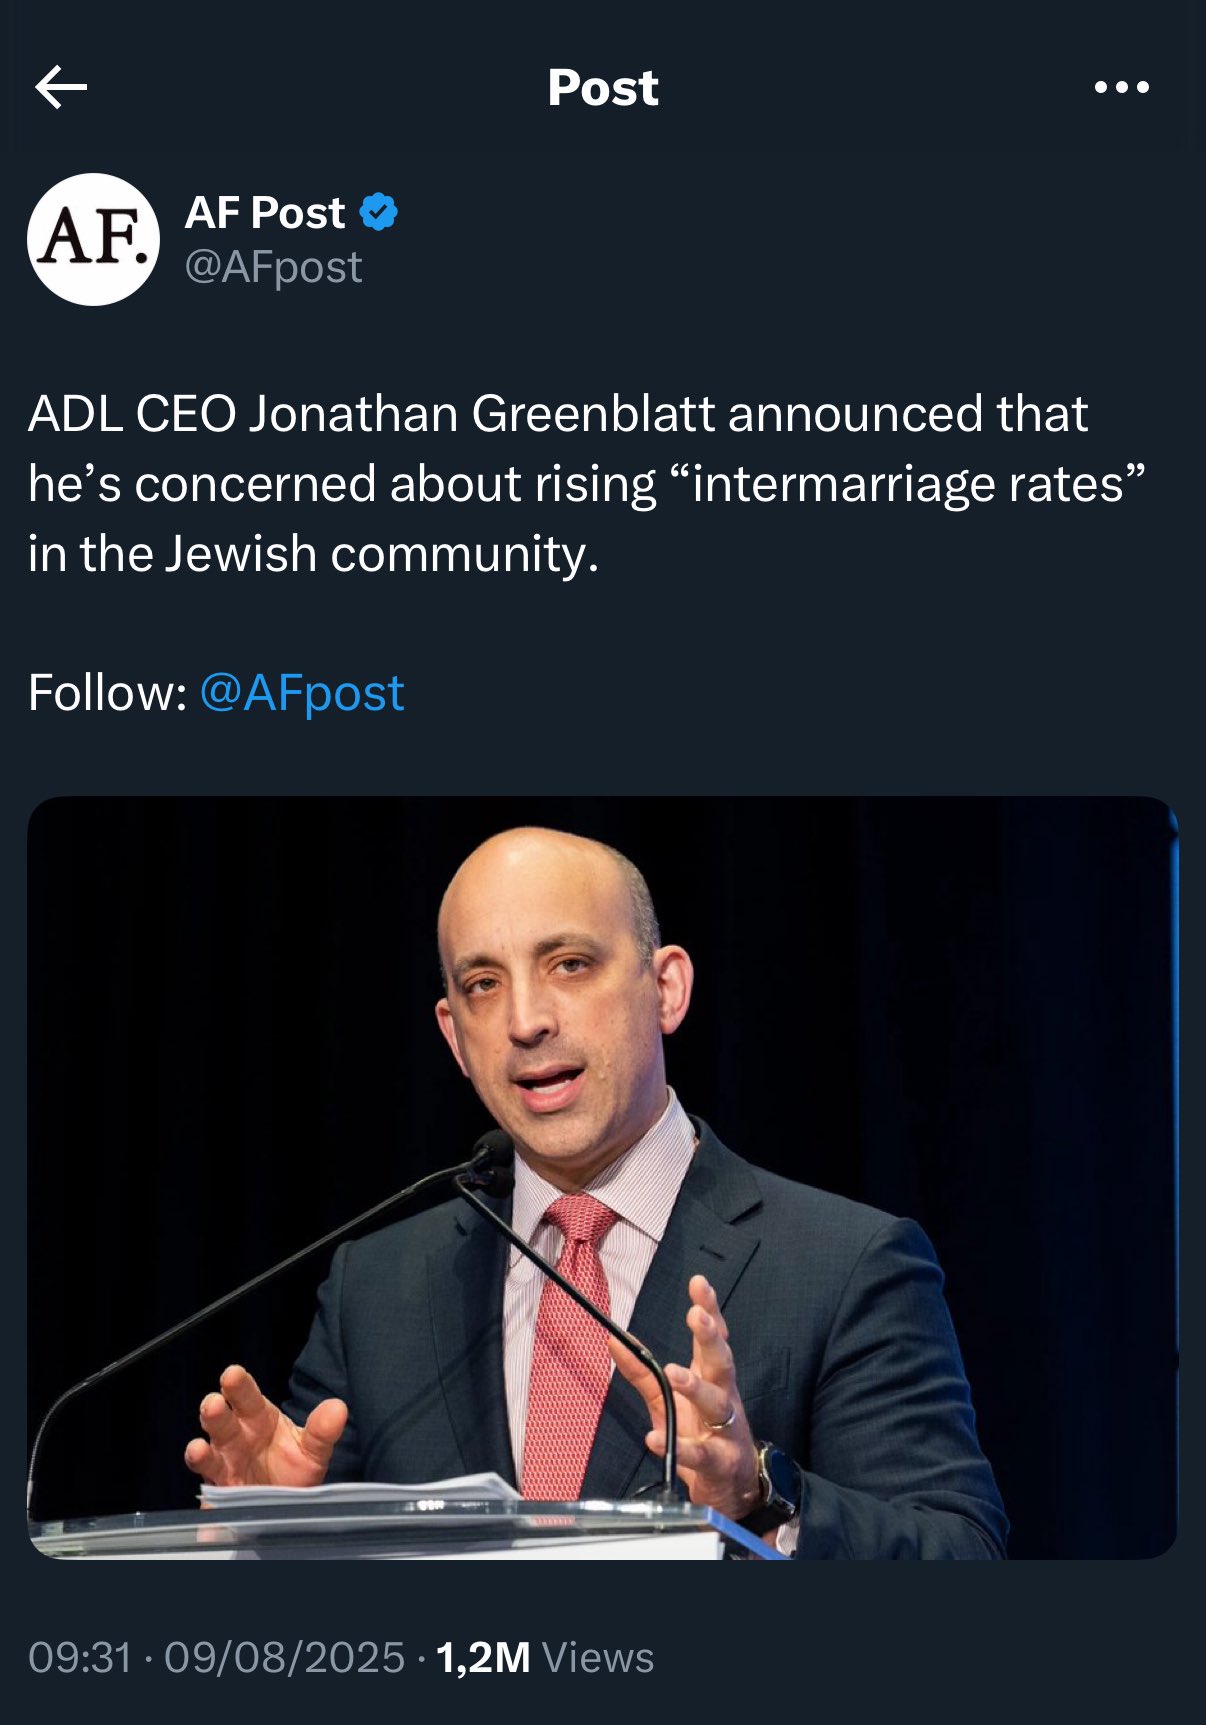 Post
AF.
AF Post
@AFpost
ADL CEO Jonathan Greenblatt announced that
he’s concerned about rising “intermarriage rates”
in the Jewish community.
Follow: @AFpost
09:31 · 09/08/2025 · 1,2M Views